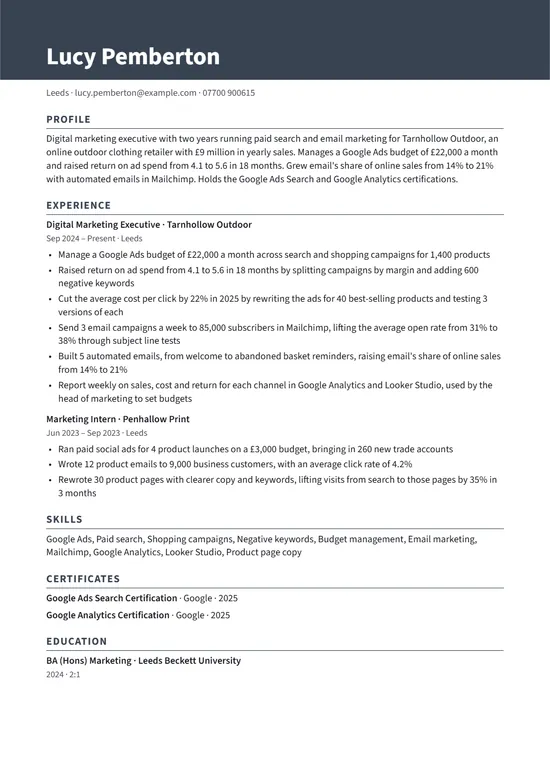 Lucy Pemberton
Leeds · lucy.pemberton@example.com · 07700 900615
PROFILE
Digital marketing executive with two years running paid search and email marketing for Tarnhollow Outdoor, an
online outdoor clothing retailer with £9 million in yearly sales. Manages a Google Ads budget of £22,000 a month
and raised return on ad spend from 4.1 to 5.6 in 18 months. Grew email's share of online sales from 14% to 21%
with automated emails in Mailchimp. Holds the Google Ads Search and Google Analytics certifications.
EXPERIENCE
Digital Marketing Executive · Tarnhollow Outdoor
Sep 2024 – Present · Leeds
• Manage a Google Ads budget of £22,000 a month across search and shopping campaigns for 1,400 products
• Raised return on ad spend from 4.1 to 5.6 in 18 months by splitting campaigns by margin and adding 600
negative keywords
• Cut the average cost per click by 22% in 2025 by rewriting the ads for 40 best-selling products and testing 3
versions of each
• Send 3 email campaigns a week to 85,000 subscribers in Mailchimp, lifting the average open rate from 31% to
38% through subject line tests
• Built 5 automated emails, from welcome to abandoned basket reminders, raising email's share of online sales
from 14% to 21%
• Report weekly on sales, cost and return for each channel in Google Analytics and Looker Studio, used by the
head of marketing to set budgets
Marketing Intern · Penhallow Print
Jun 2023 – Sep 2023 · Leeds
• Ran paid social ads for 4 product launches on a £3,000 budget, bringing in 260 new trade accounts
• Wrote 12 product emails to 9,000 business customers, with an average click rate of 4.2%
• Rewrote 30 product pages with clearer copy and keywords, lifting visits from search to those pages by 35% in
3 months
SKILLS
Google Ads, Paid search, Shopping campaigns, Negative keywords, Budget management, Email marketing,
Mailchimp, Google Analytics, Looker Studio, Product page copy
CERTIFICATES
Google Ads Search Certification · Google · 2025
Google Analytics Certification · Google · 2025
EDUCATION
BA (Hons) Marketing · Leeds Beckett University
2024 · 2:1